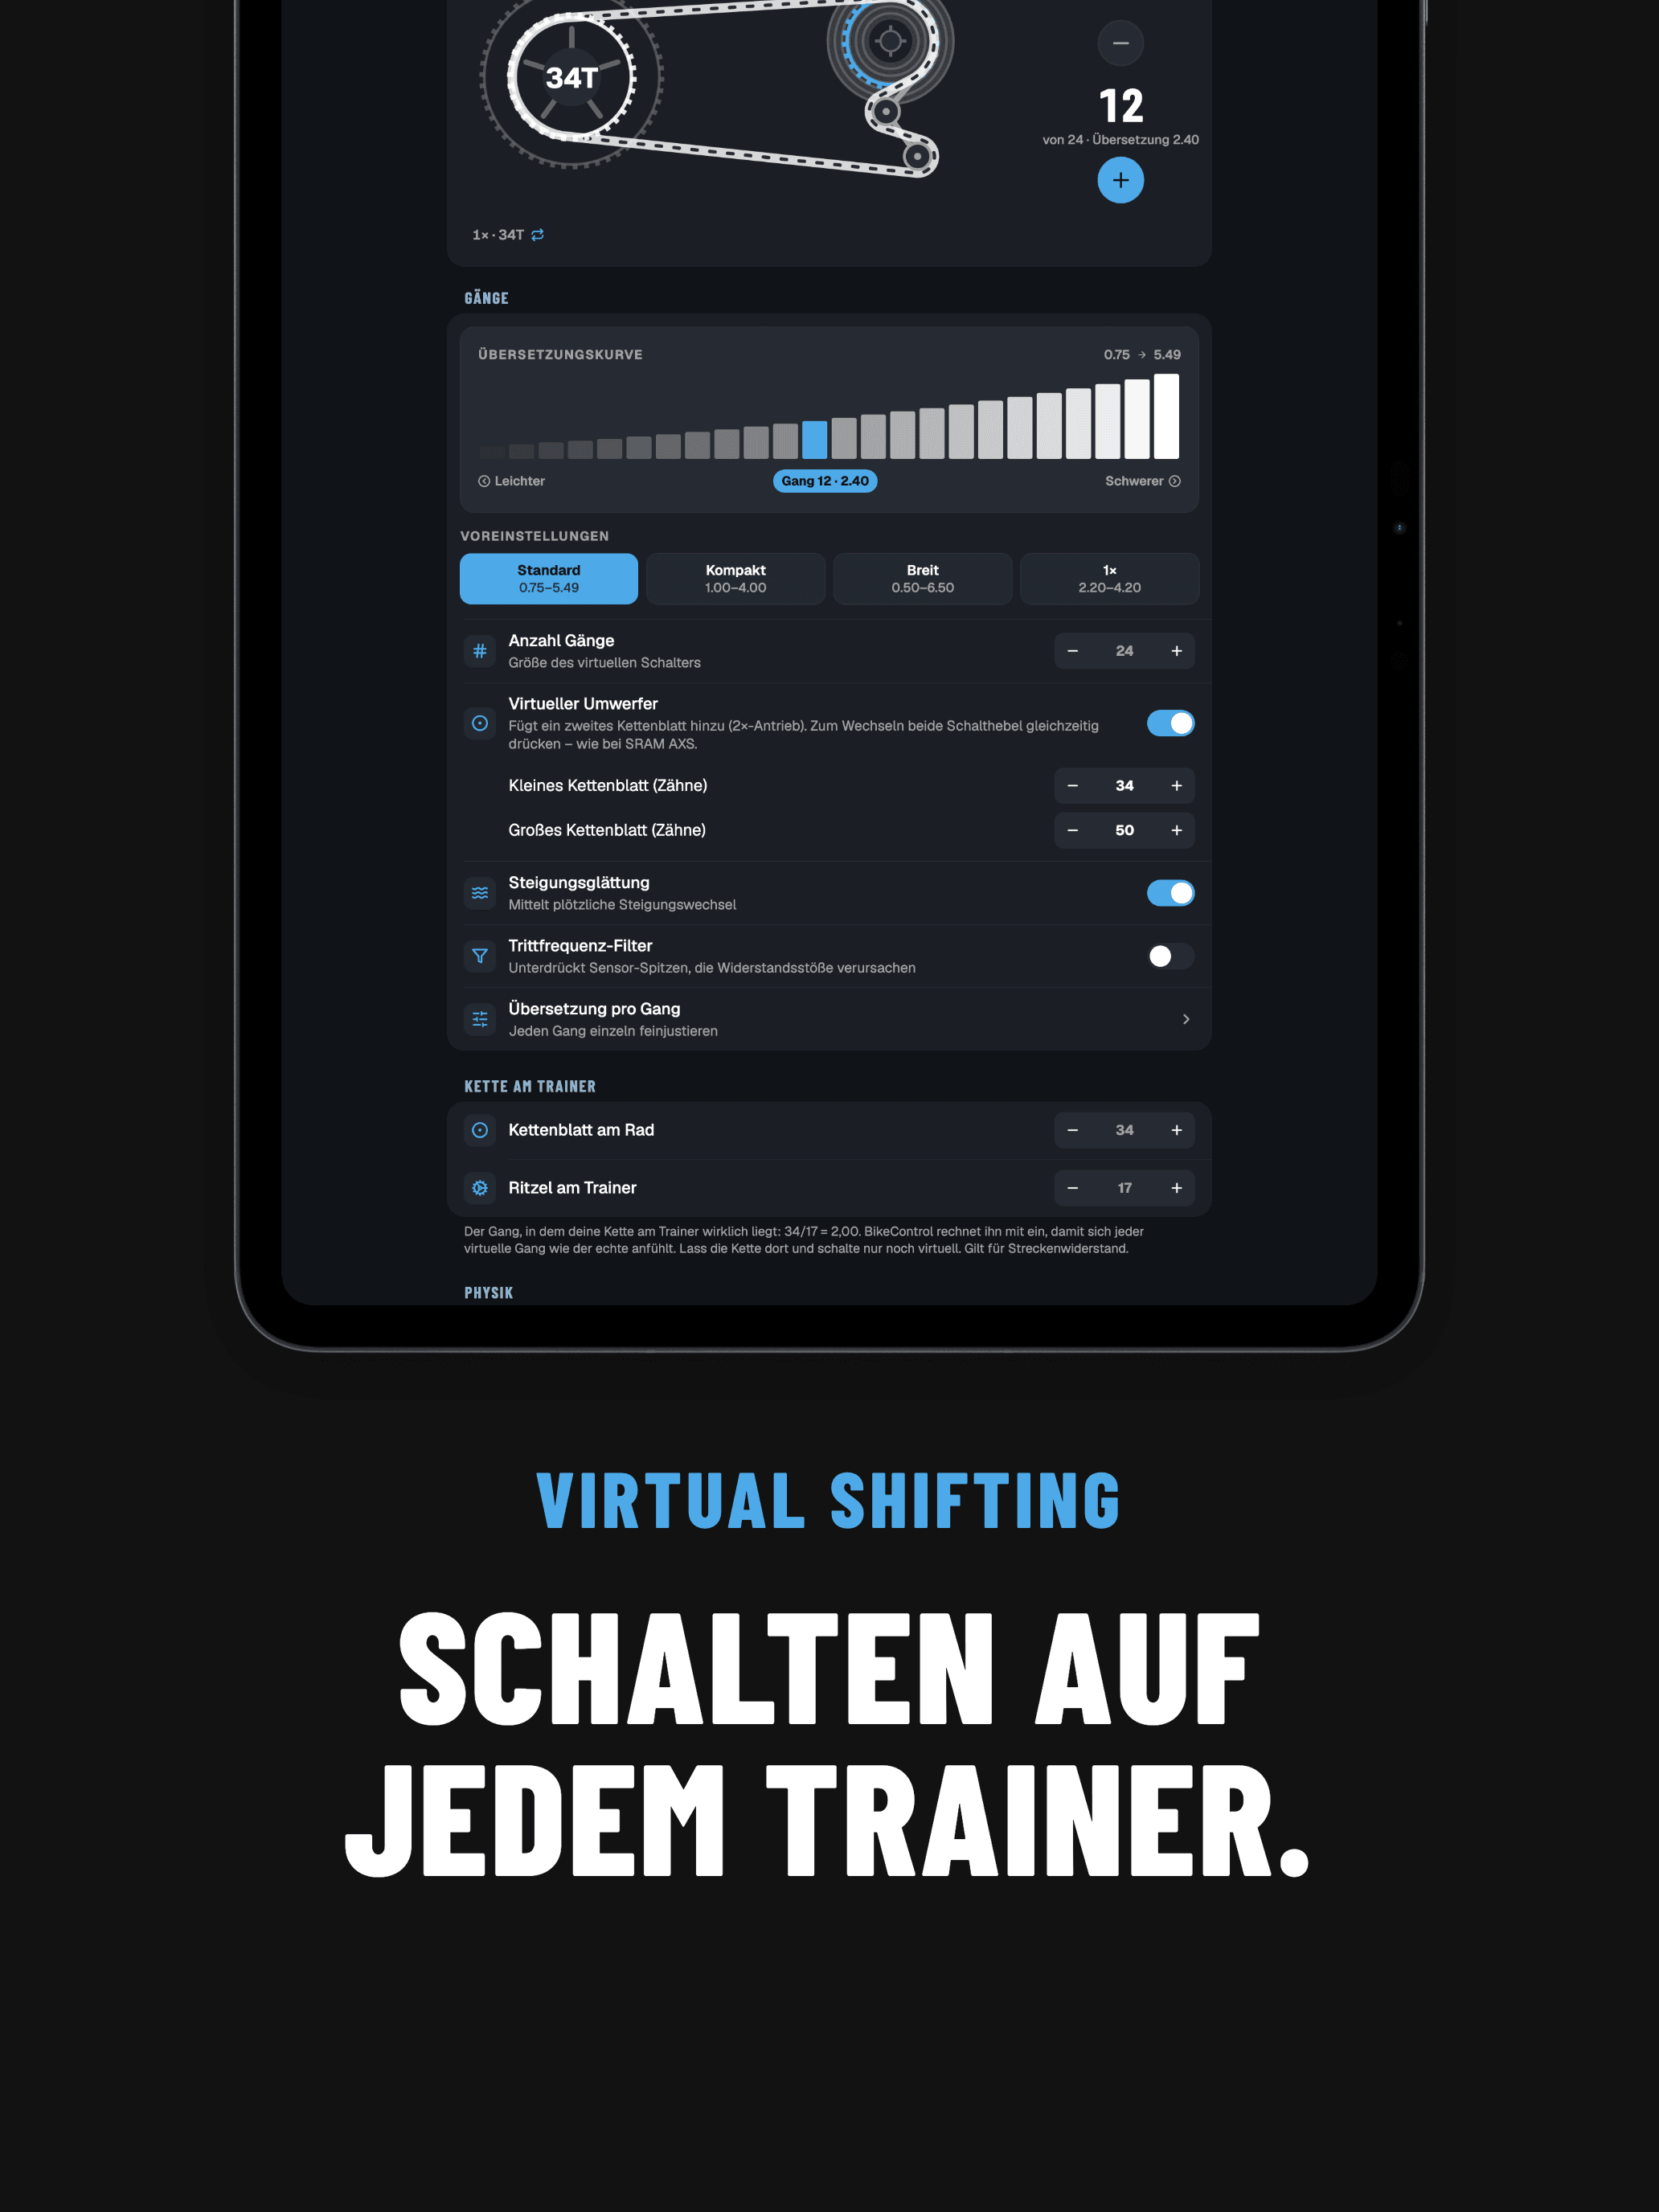 34T
12
von 24 · Übersetzung 2.40
1× · 34T
GÄNGE
ÜBERSETZUNGSKURVE
0.75 → 5.49
Leichter
Gang 12 · 2.40
Schwerer
VOREINSTELLUNGEN
Standard
0.75–5.49
Kompakt
1.00–4.00
Breit
0.50–6.50
1×
2.20–4.20
Anzahl Gänge
Größe des virtuellen Schalters
24
Virtueller Umwerfer
Fügt ein zweites Kettenblatt hinzu (2×-Antrieb). Zum Wechseln beide Schalthebel gleichzeitig
drücken – wie bei SRAM AXS.
Kleines Kettenblatt (Zähne)
34
Großes Kettenblatt (Zähne)
50
Steigungsglättung
Mittelt plötzliche Steigungswechsel
Trittfrequenz-Filter
Unterdrückt Sensor-Spitzen, die Widerstandsstöße verursachen
Übersetzung pro Gang
Jeden Gang einzeln feinjustieren
KETTE AM TRAINER
Kettenblatt am Rad
34
Ritzel am Trainer
17
Der Gang, in dem deine Kette am Trainer wirklich liegt: 34/17 = 2,00. BikeControl rechnet ihn mit ein, damit sich jeder
virtuelle Gang wie der echte anfühlt. Lass die Kette dort und schalte nur noch virtuell. Gilt für Streckenwiderstand.
PHYSIK
VIRTUAL SHIFTING
SCHALTEN AUF
JEDEM TRAINER.